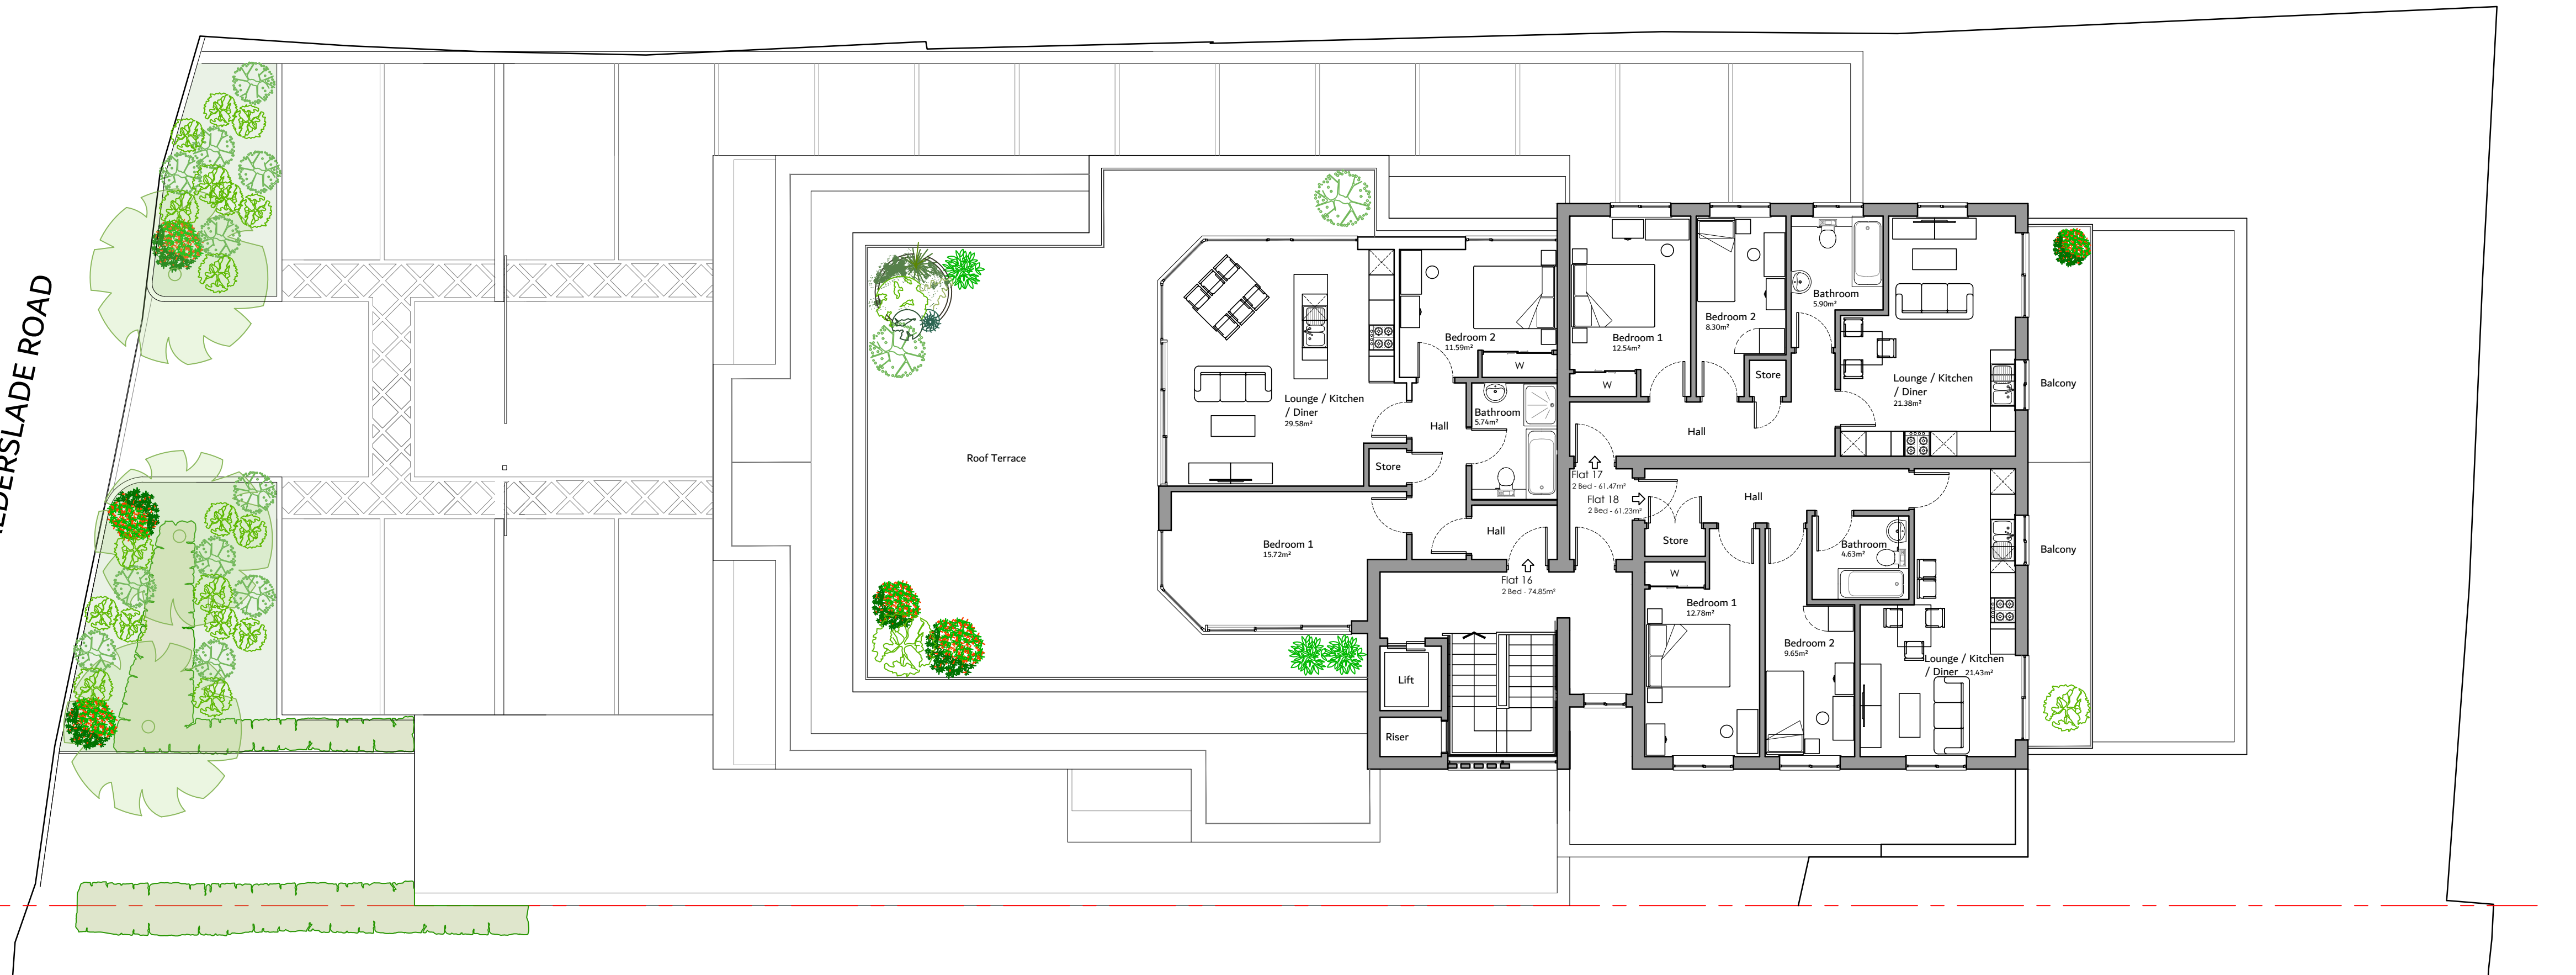 DERSLADE ROAD
Roof Terrace
Lounge / Kitchen
/ Diner
29.58m²
Bedroom 2
11.59m²
W
Bathroom
5.74m²
Hall
Store
Bedroom 1
15.72m²
Hall
Flat 16
2 Bed - 74.85m²
Lift
Riser
Bedroom 1
12.54m²
W
Bedroom 2
8.30m²
Store
Bathroom
5.90m²
Lounge / Kitchen
/ Diner
21.38m²
Balcony
Hall
Flat 17
2 Bed - 61.47m²
Flat 18
2 Bed - 61.23m²
Hall
Store
W
Bedroom 1
12.78m²
Bedroom 2
9.65m²
Bathroom
4.63m²
Lounge / Kitchen
/ Diner 21.43m²
Balcony